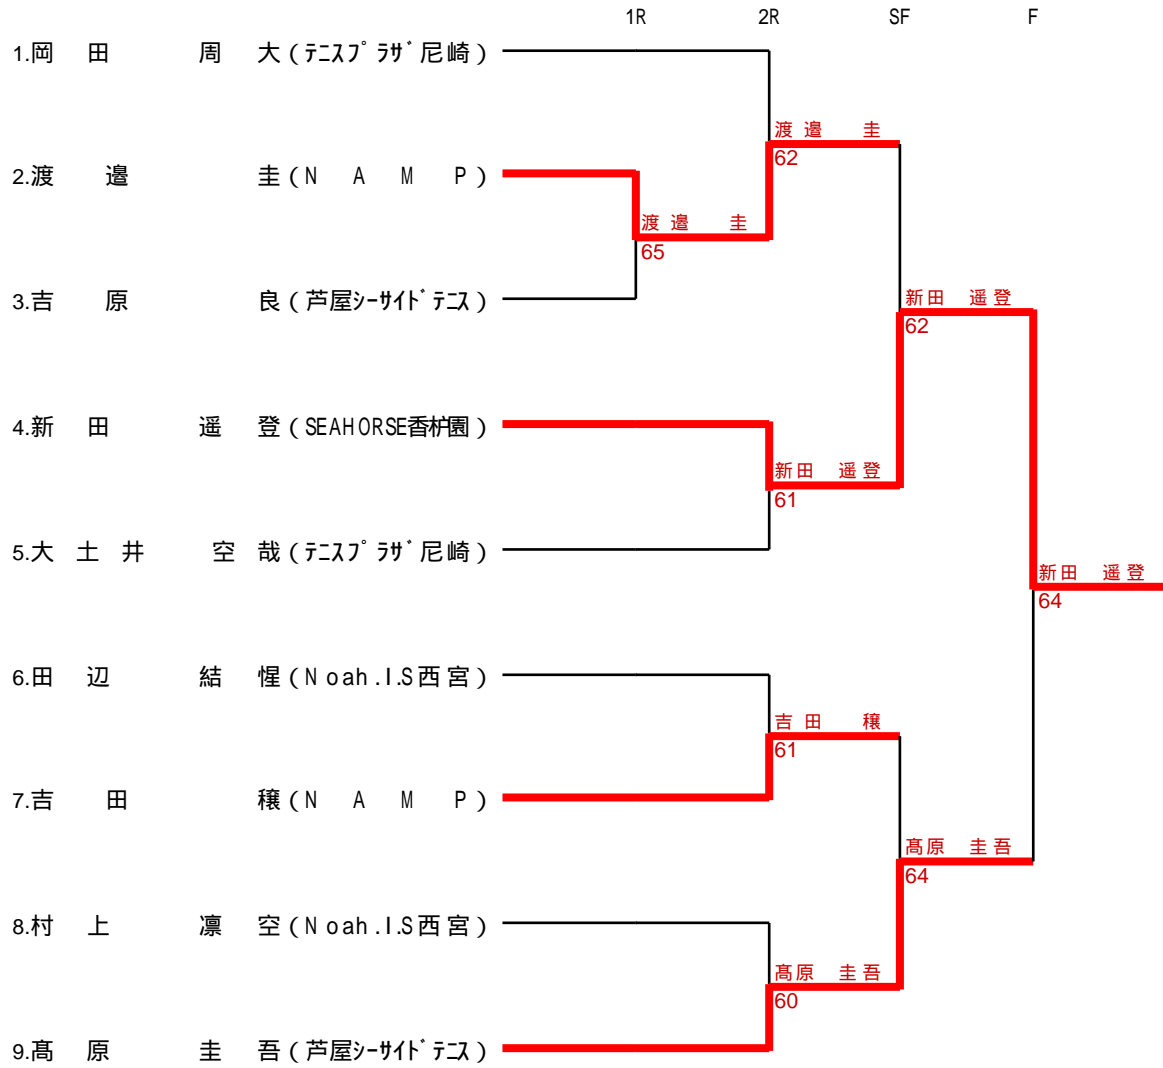 1R 2R SF F
1.岡田 周大(テニスプラザ尼崎)
渡邉 圭
62
2.渡邉 圭(NAMP)
渡邉 圭
65
3.吉原 良(芦屋シーサイドテニス)
新田 遥登
62
4.新田 遥登(SEAHORSE香枦園)
新田 遥登
61
5.大土井 空哉(テニスプラザ尼崎)
新田 遥登
64
6.田辺 結惺(Noah.I.S西宮)
吉田 穣
61
7.吉田 穣(NAMP)
髙原 圭吾
64
8.村上 凛空(Noah.I.S西宮)
髙原 圭吾
60
9.髙原 圭吾(芦屋シーサイドテニス)